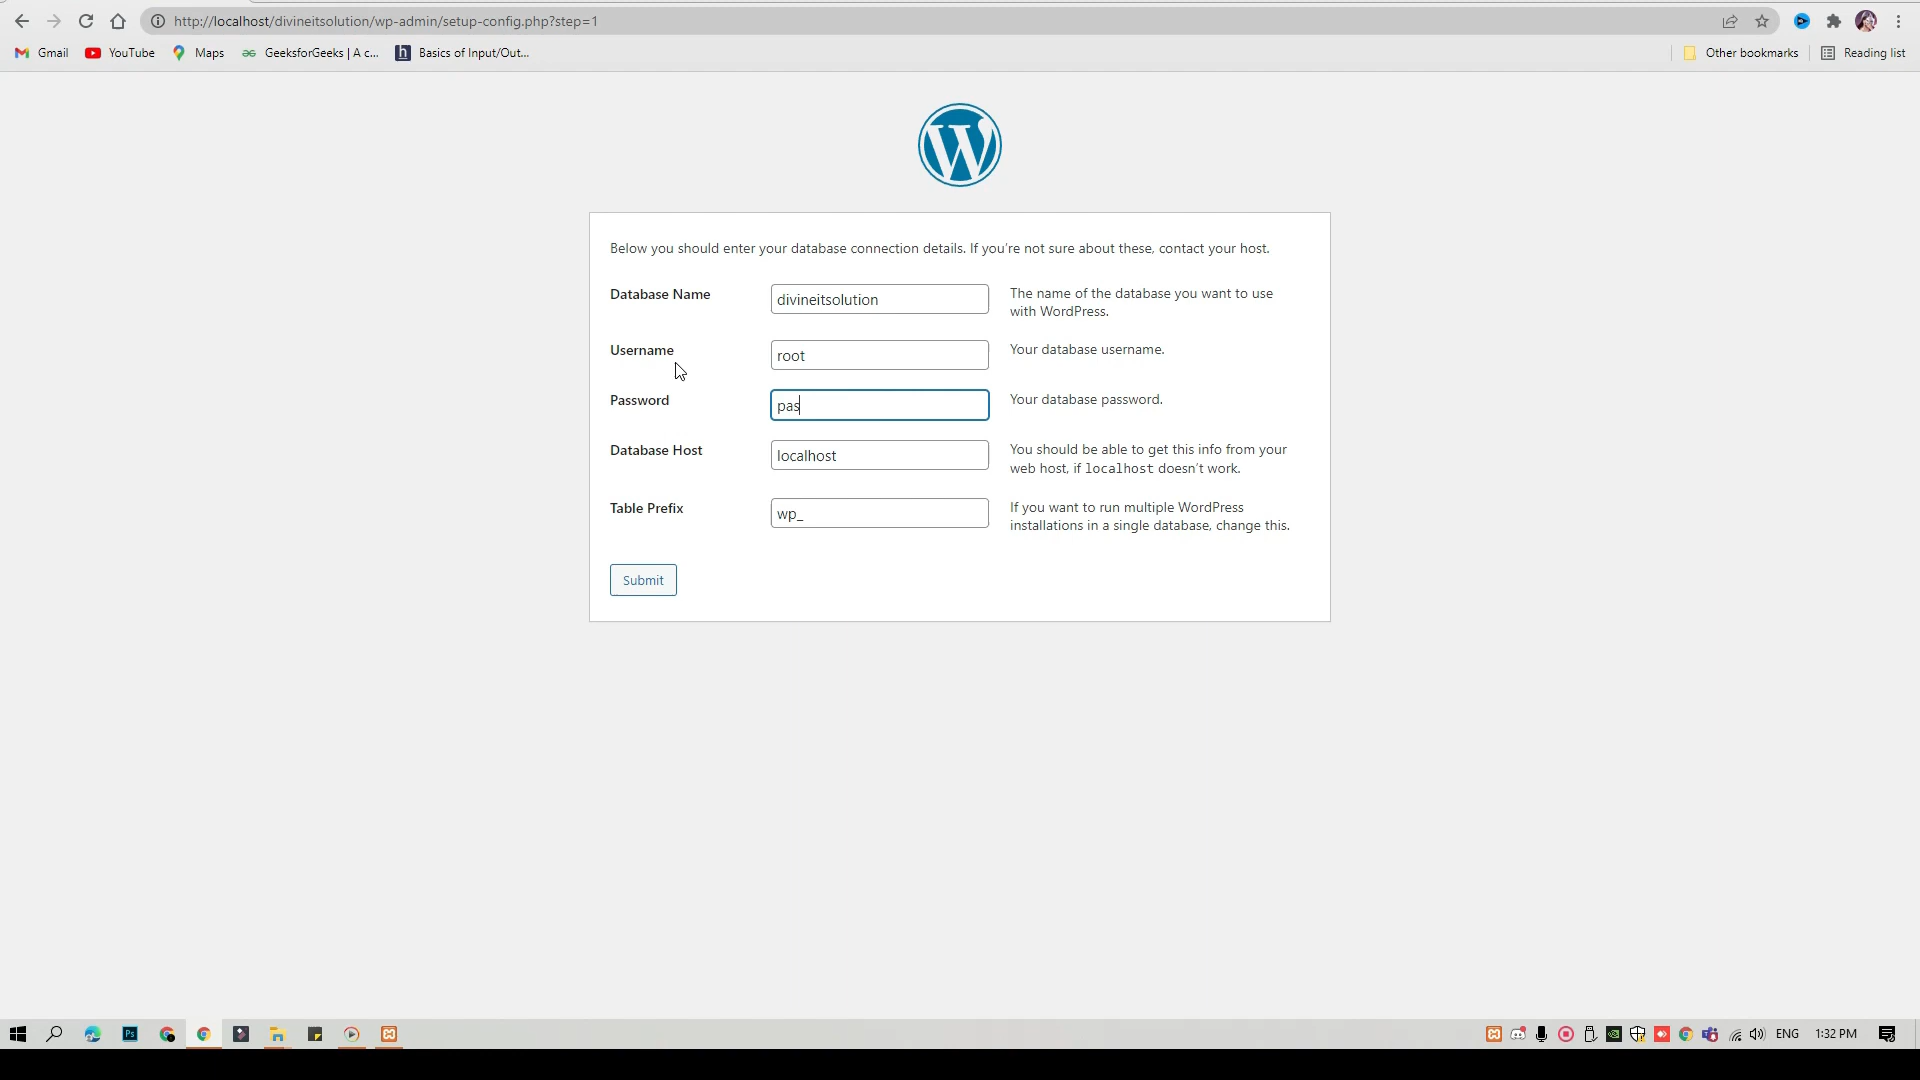 http://localhost/divineitsolution/wp-admin/setup-config.php?step=1
Gmail YouTube Maps GeeksforGeeks | A c... Basics of Input/Out... Other bookmarks Reading list
Below you should enter your database connection details. If you’re not sure about these, contact your host.
Database Name divineitsolution The name of the database you want to use
with WordPress.
Username root Your database username.
Password pas Your database password.
Database Host localhost You should be able to get this info from your
web host, if localhost doesn’t work.
Table Prefix wp_ If you want to run multiple WordPress
installations in a single database, change this.
Submit
Ps ENG 1:32 PM